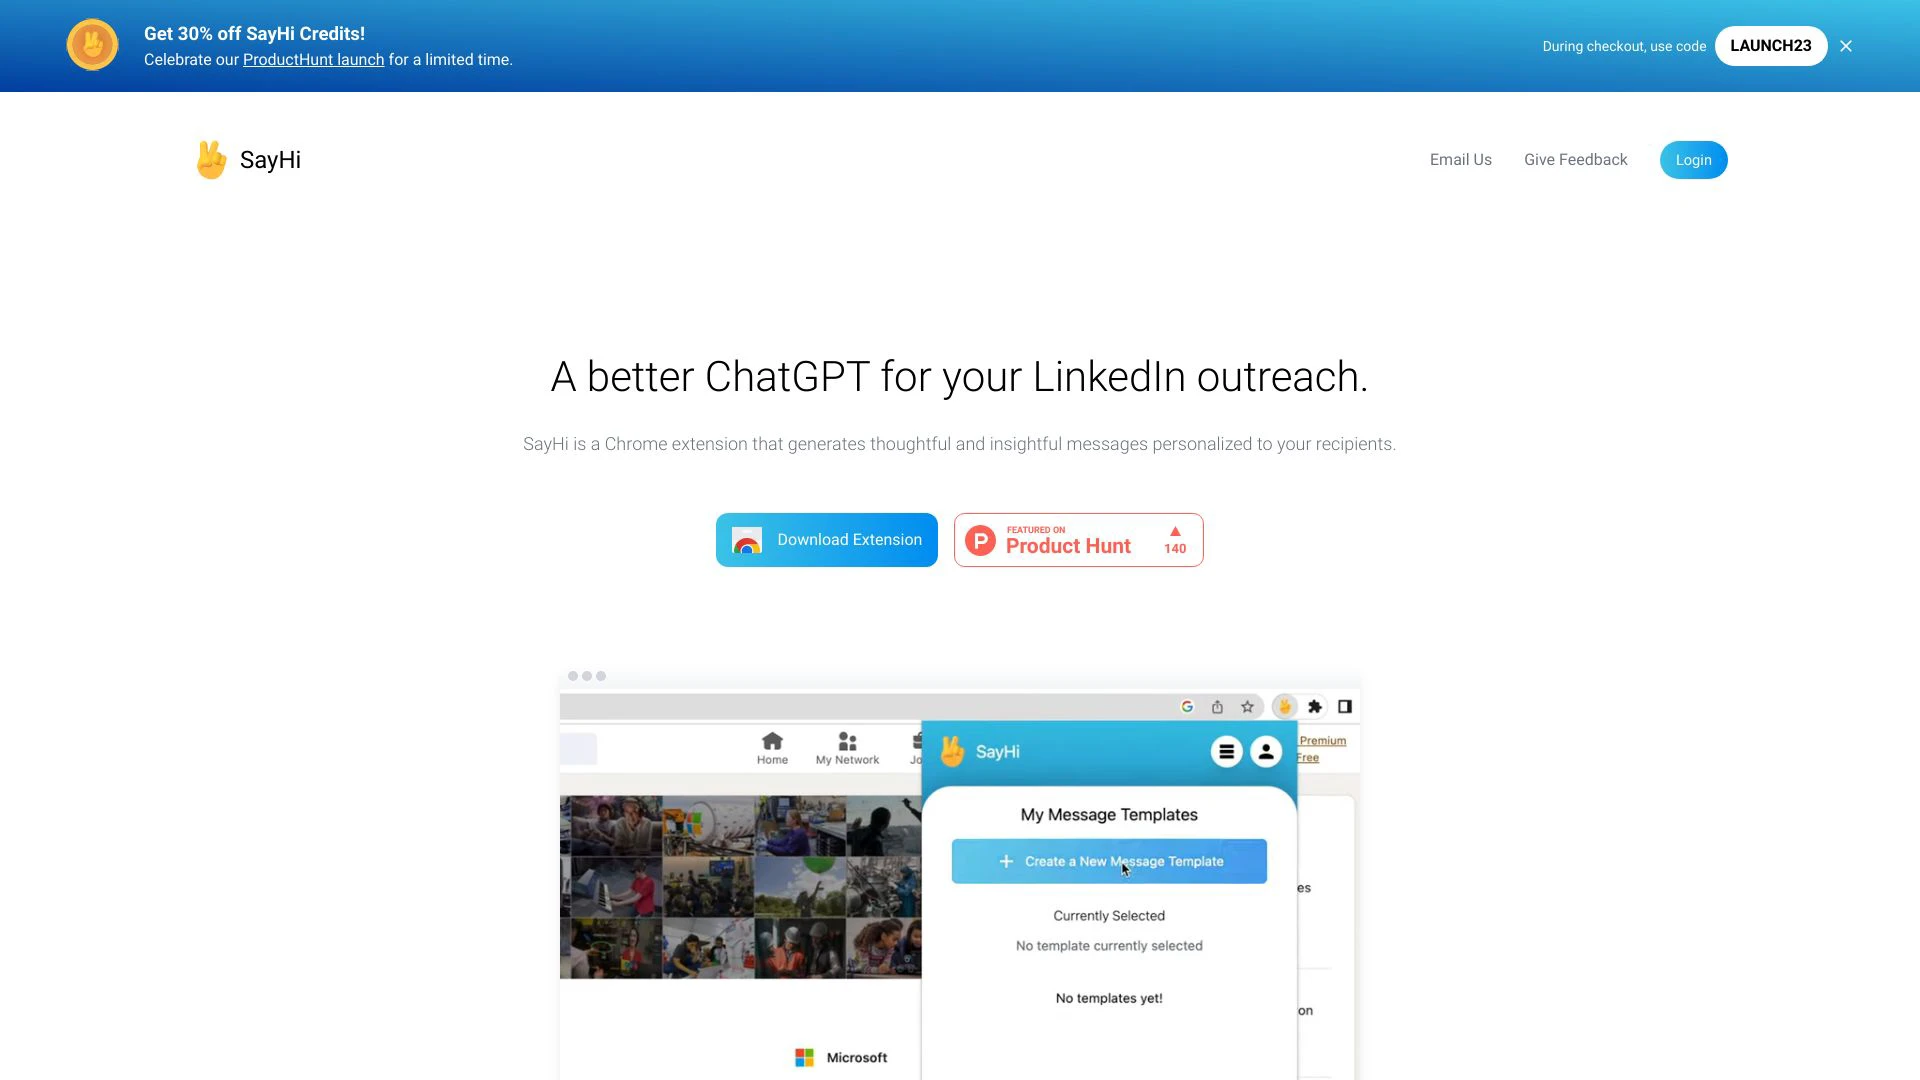 Get 30% off SayHi Credits!
Celebrate our ProductHunt launch for a limited time.
During checkout, use code LAUNCH23
SayHi
Email Us
Give Feedback
Login
A better ChatGPT for your LinkedIn outreach.
SayHi is a Chrome extension that generates thoughtful and insightful messages personalized to your recipients.
Download Extension
FEATURED ON
Product Hunt
140
Home
My Network
Jo
SayHi
Premium
Free
My Message Templates
Create a New Message Template
es
Currently Selected
No template currently selected
No templates yet!
on
Microsoft